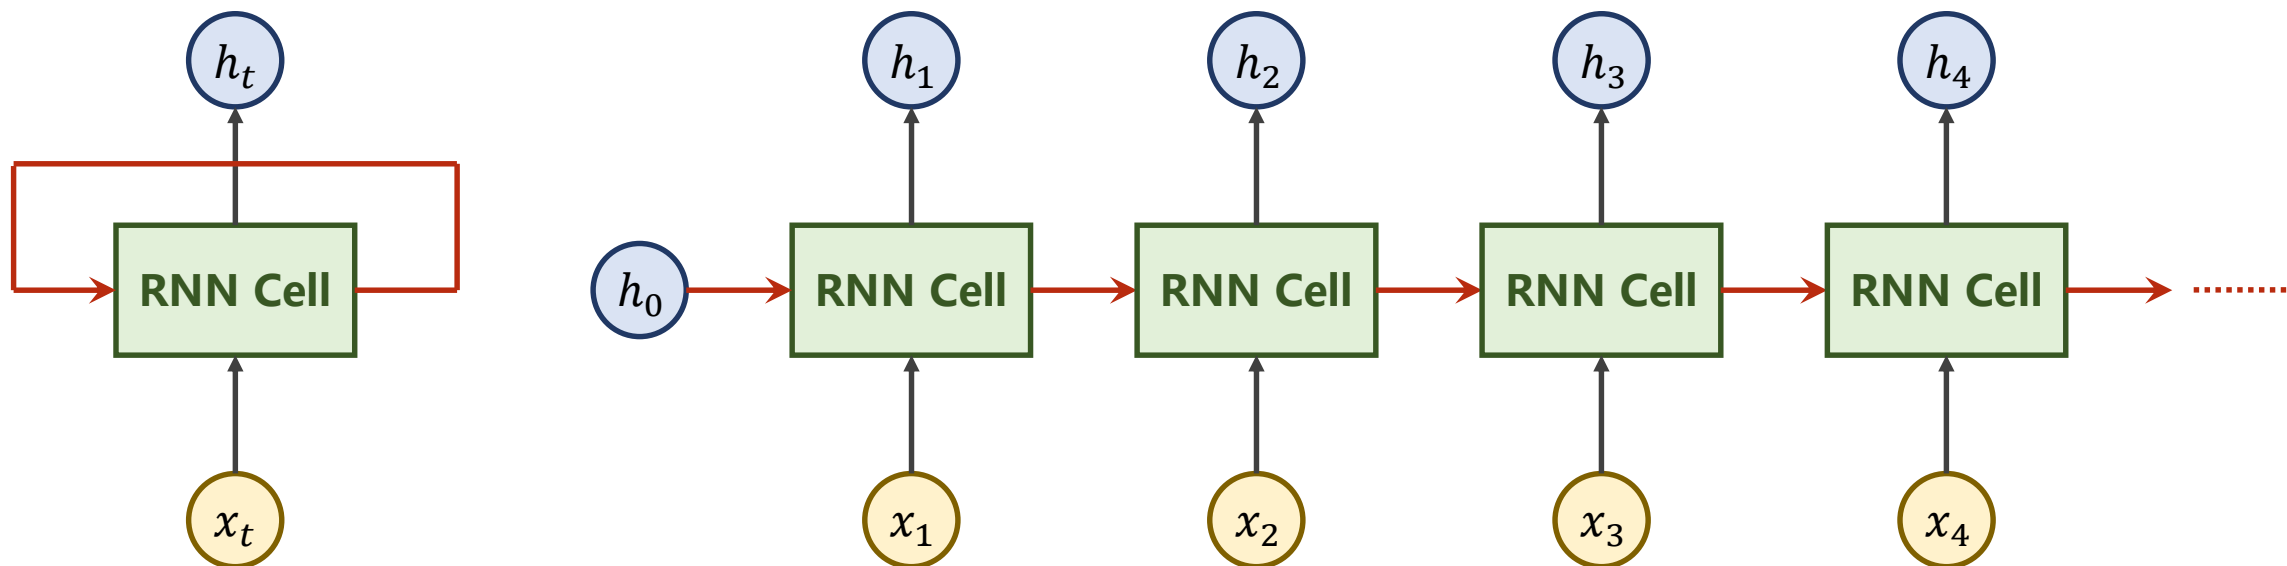 h_t h_1 h_2 h_3 h_4
h_0 RNN Cell RNN Cell RNN Cell RNN Cell RNN Cell
x_t x_1 x_2 x_3 x_4